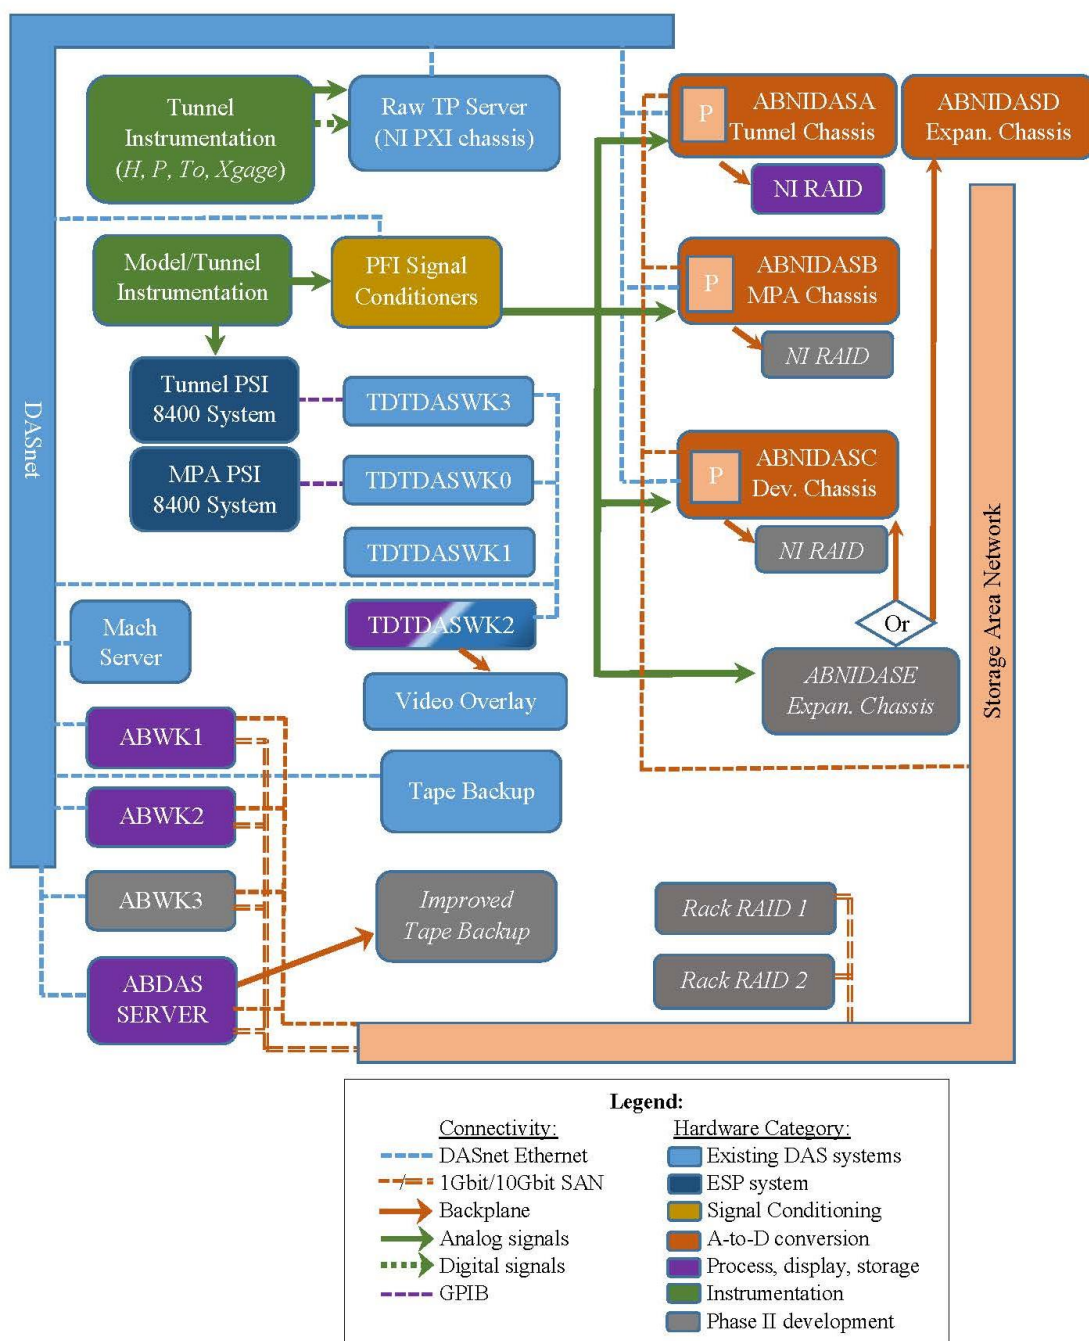 DASnet
Tunnel
Instrumentation
(H, P, To, Xgage)
Raw TP Server
(NI PXI chassis)
P
ABNIDASA
Tunnel Chassis
ABNIDASD
Expan. Chassis
NI RAID
Model/Tunnel
Instrumentation
PFI Signal
Conditioners
P
ABNIDASB
MPA Chassis
NI RAID
Tunnel PSI
8400 System
TDTDASWK3
MPA PSI
8400 System
TDTDASWK0
P
ABNIDASC
Dev. Chassis
NI RAID
TDTDASWK1
Mach
Server
TDTDASWK2
Or
Video Overlay
ABNIDASE
Expan. Chassis
Storage Area Network
ABWK1
Tape Backup
ABWK2
ABWK3
Improved
Tape Backup
Rack RAID 1
Rack RAID 2
ABDAS
SERVER
Legend:
Connectivity:
DASnet Ethernet
1Gbit/10Gbit SAN
Backplane
Analog signals
Digital signals
GPIB
Hardware Category:
Existing DAS systems
ESP system
Signal Conditioning
A-to-D conversion
Process, display, storage
Instrumentation
Phase II development